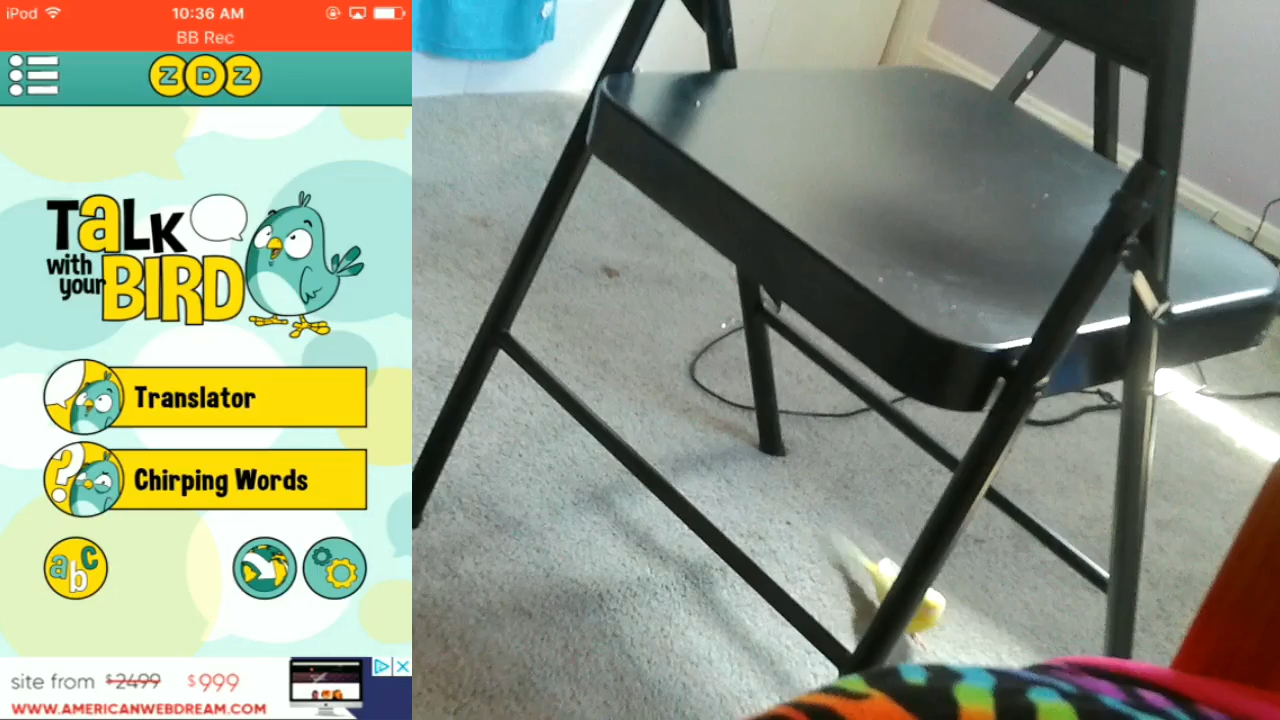 iPod 10:36 AM
BB Rec
ZDZ
TaLK
with
your BIRD
Translator
Chirping Words
abc
site from $2499 $999
WWW.AMERICANWEBDREAM.COM